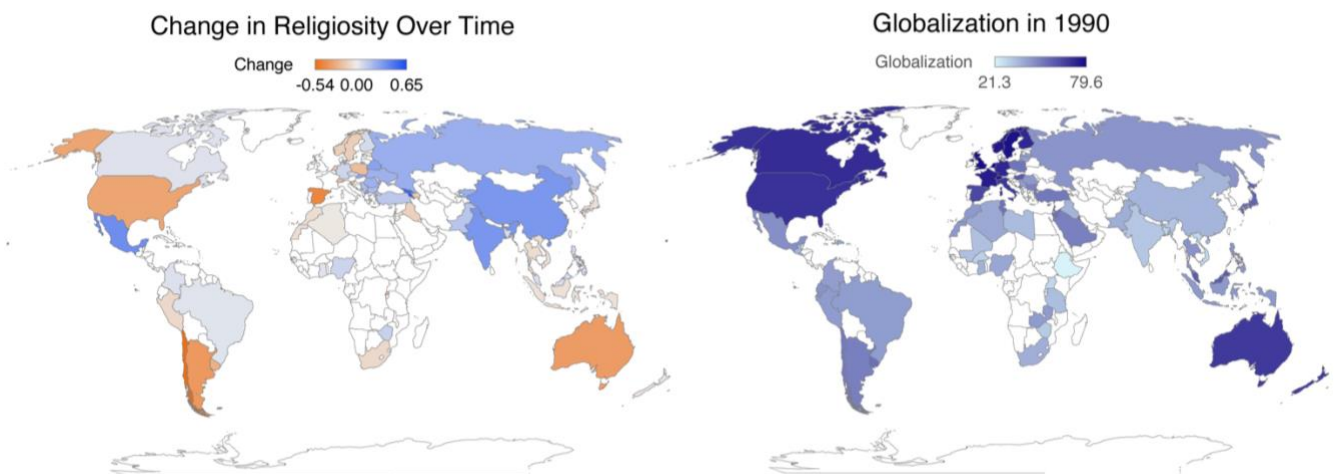 Change in Religiosity Over Time
Change
-0.54 0.00 0.65
Globalization in 1990
Globalization
21.3 79.6